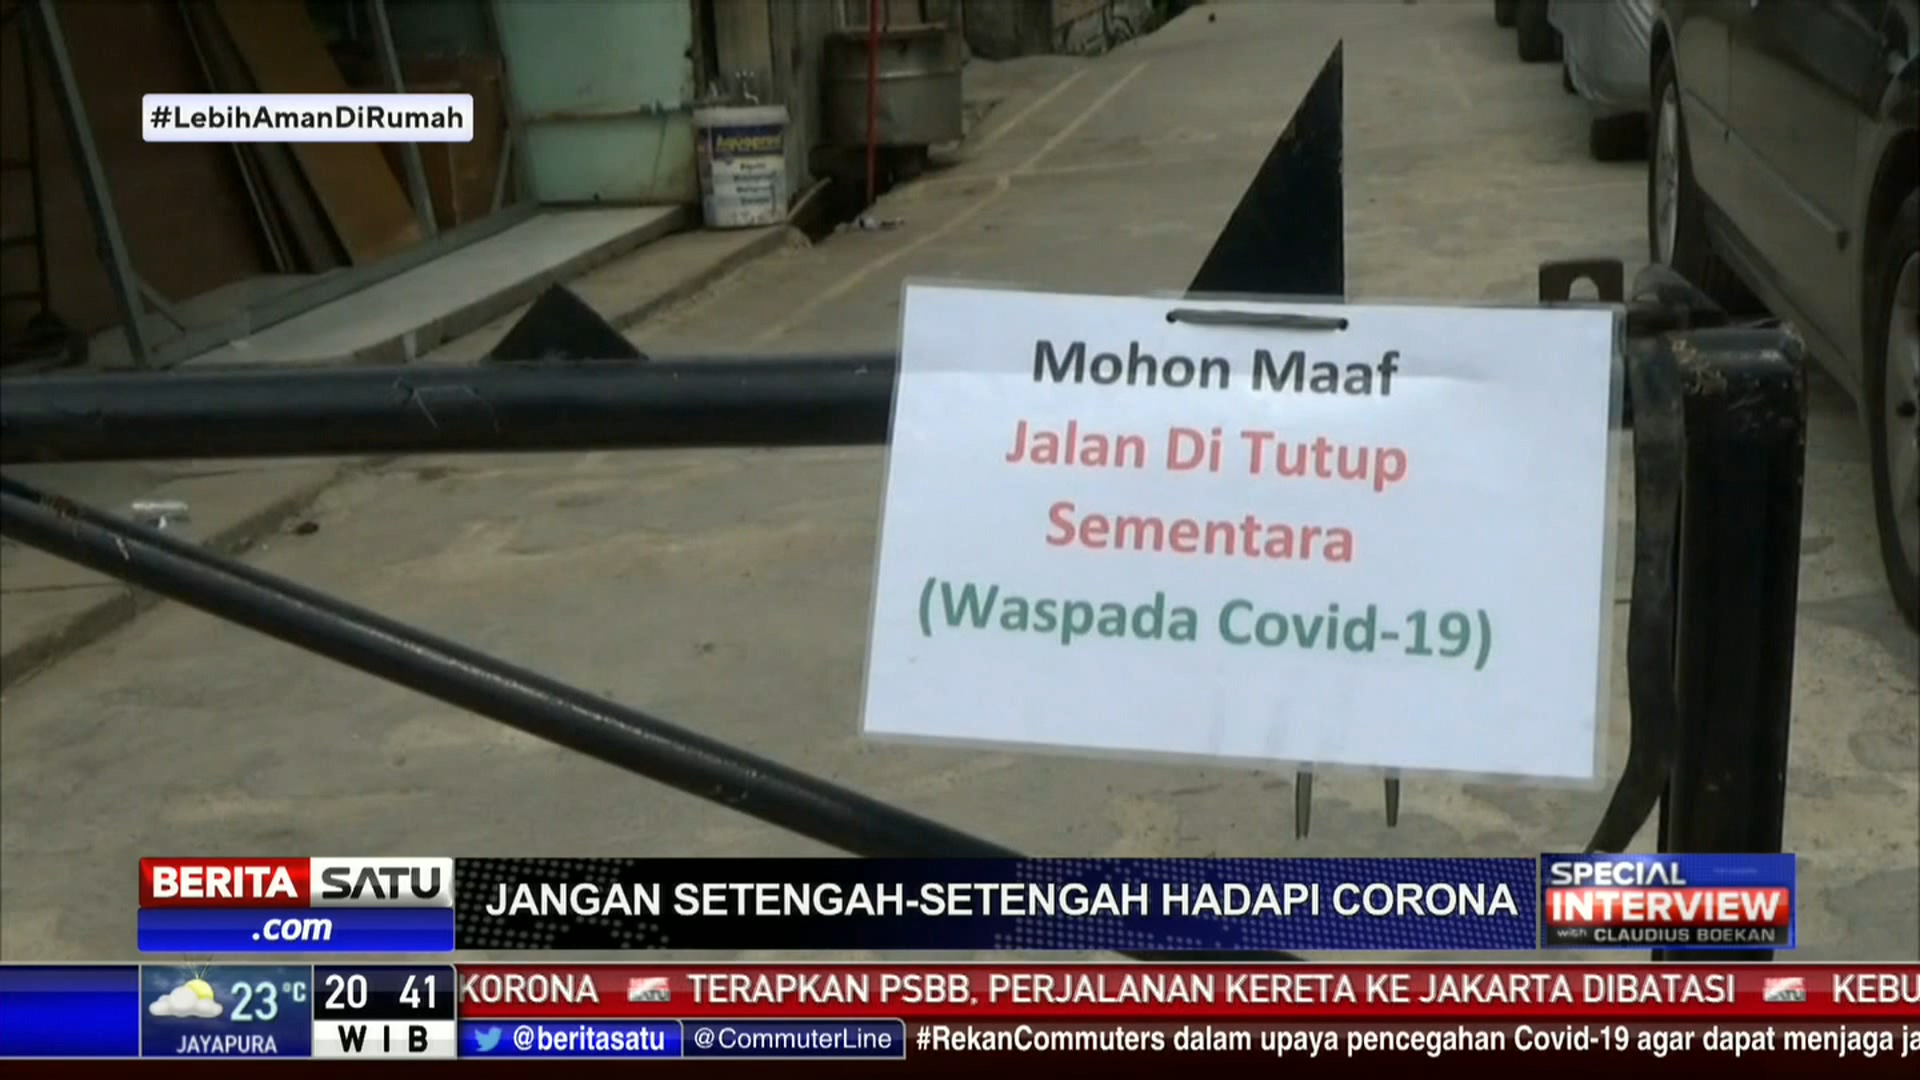 #LebihAmanDiRumah
Mohon Maaf
Jalan Di Tutup
Sementara
(Waspada Covid-19)
BERITA SATU
.com
JANGAN SETENGAH-SETENGAH HADAPI CORONA
SPECIAL
INTERVIEW
with CLAUDIUS BOEKAN
23°C
JAYAPURA
20 41
WIB
KORONA TERAPKAN PSBB, PERJALANAN KERETA KE JAKARTA DIBATASI KEBU
@beritasatu @CommuterLine #RekanCommuters dalam upaya pencegahan Covid-19 agar dapat menjaga ja